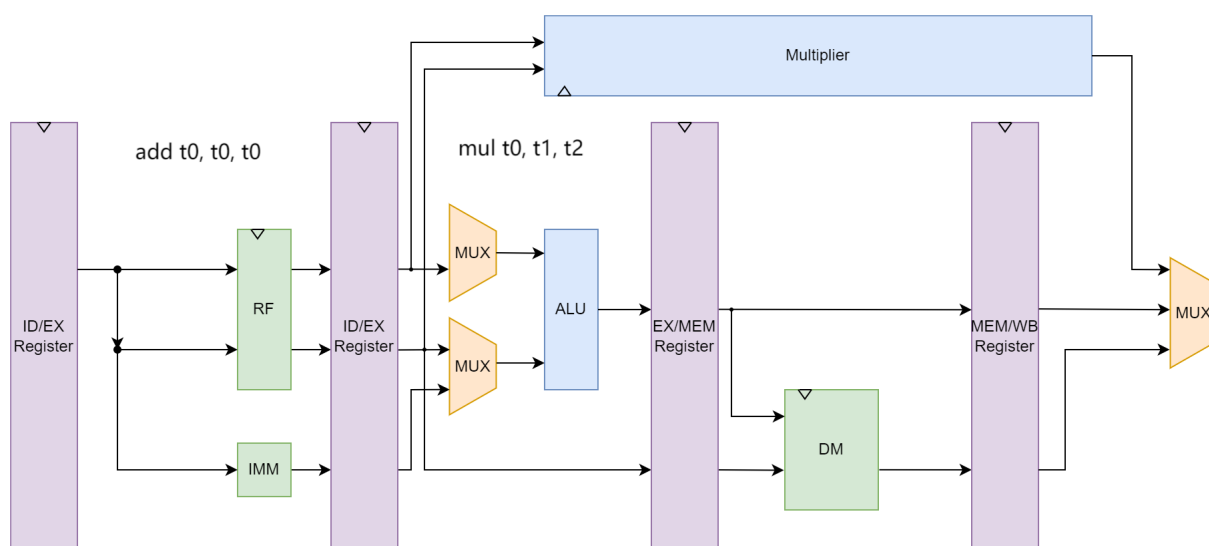 Multiplier
add t0, t0, t0
mul t0, t1, t2
MUX
RF
ALU
ID/EX
Register
ID/EX
Register
EX/MEM
Register
MEM/WB
Register
MUX
MUX
IMM
DM